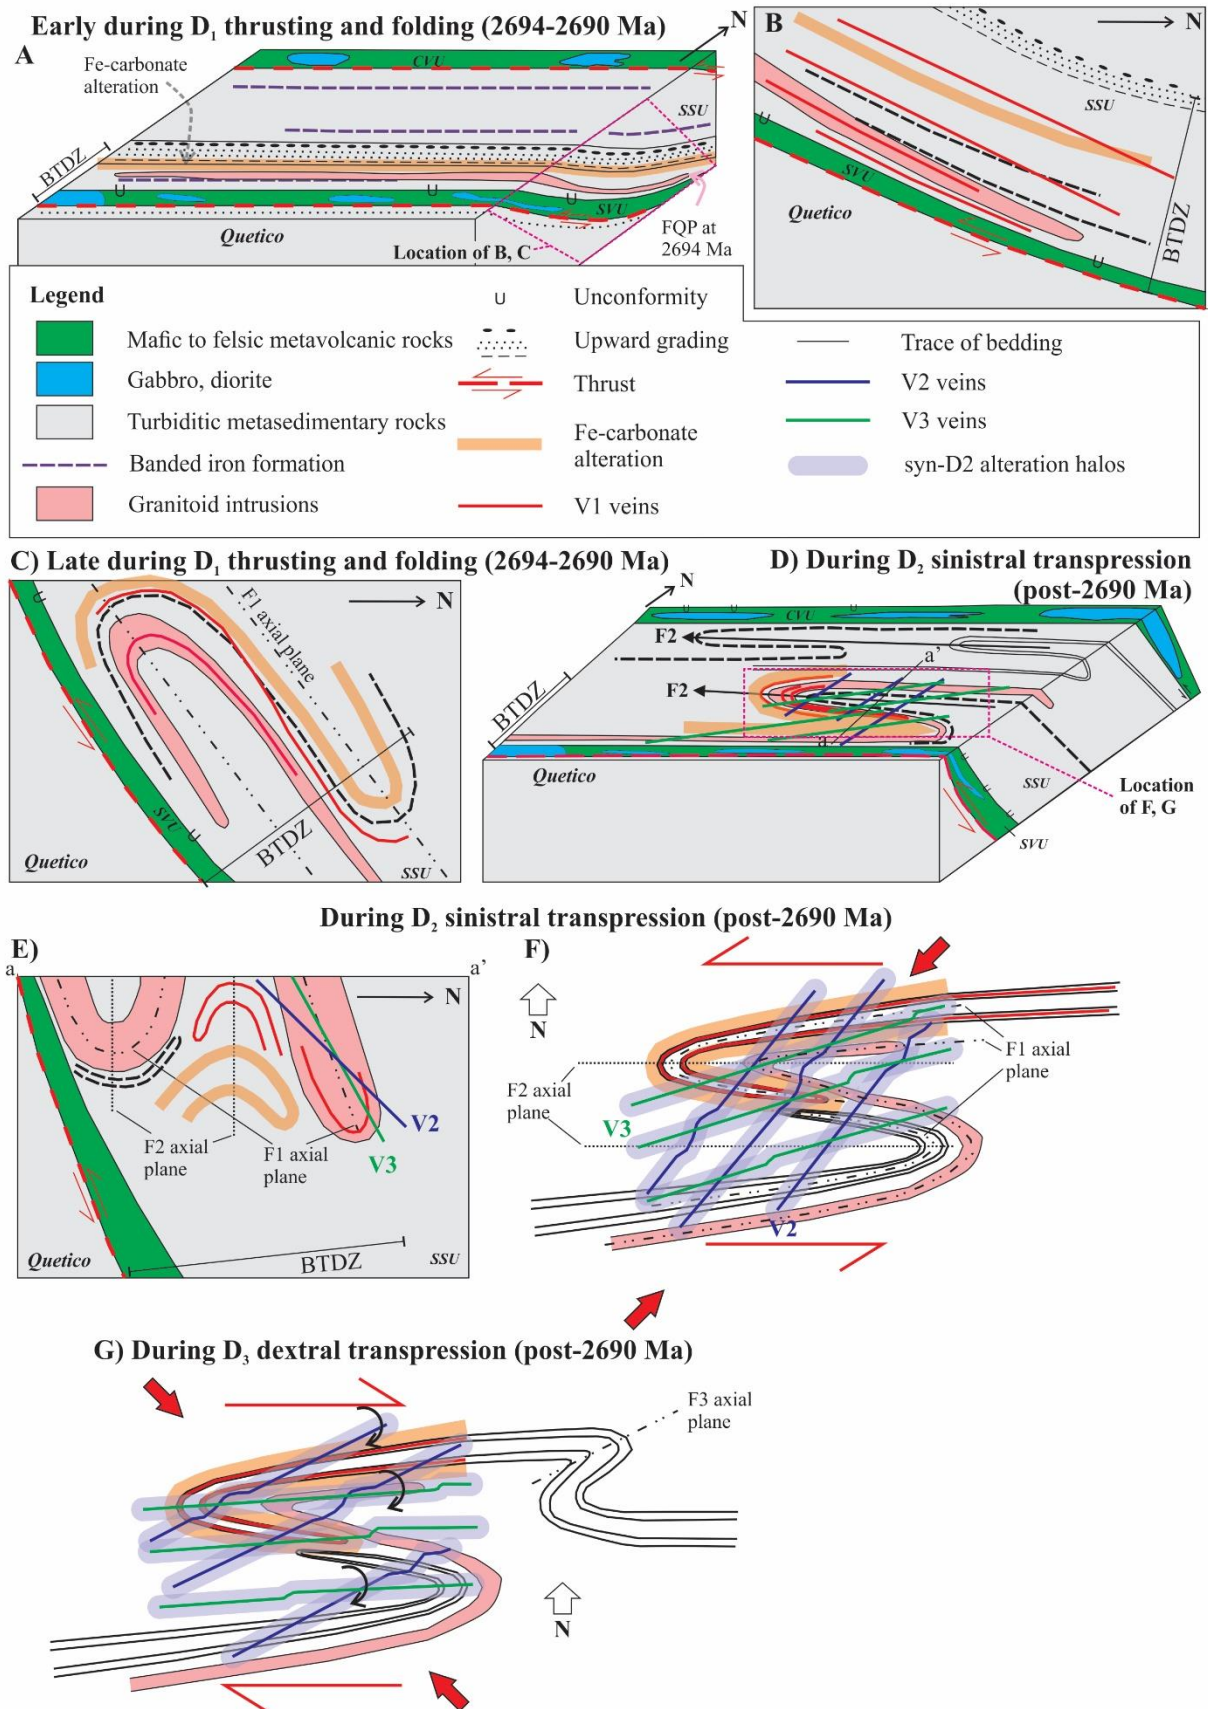 Early during D1 thrusting and folding (2694-2690 Ma)
A
N
Fe-carbonate
alteration
CVU
SSU
BTDZ
U
U
U
SVU
Quetico
Location of B, C
FQP at
2694 Ma
B
N
SSU
U
SVU
Quetico
BTDZ
U
Legend
Mafic to felsic metavolcanic rocks
Gabbro, diorite
Turbiditic metasedimentary rocks
Banded iron formation
Granitoid intrusions
U
Unconformity
Upward grading
Thrust
Fe-carbonate
alteration
V1 veins
Trace of bedding
V2 veins
V3 veins
syn-D2 alteration halos
C) Late during D1 thrusting and folding (2694-2690 Ma)
U
F1 axial plane
N
SVU
U
BTDZ
Quetico
SSU
D) During D2 sinistral transpression
(post-2690 Ma)
N
U
U
U
CVU
F2
a'
F2
BTDZ
a
Quetico
SSU
SVU
Location
of F, G
During D2 sinistral transpression (post-2690 Ma)
E)
a
a'
N
V2
V3
F2 axial
plane
F1 axial
plane
Quetico
BTDZ
SSU
F)
N
F1 axial
plane
F2 axial
plane
V3
V2
G) During D3 dextral transpression (post-2690 Ma)
F3 axial
plane
N